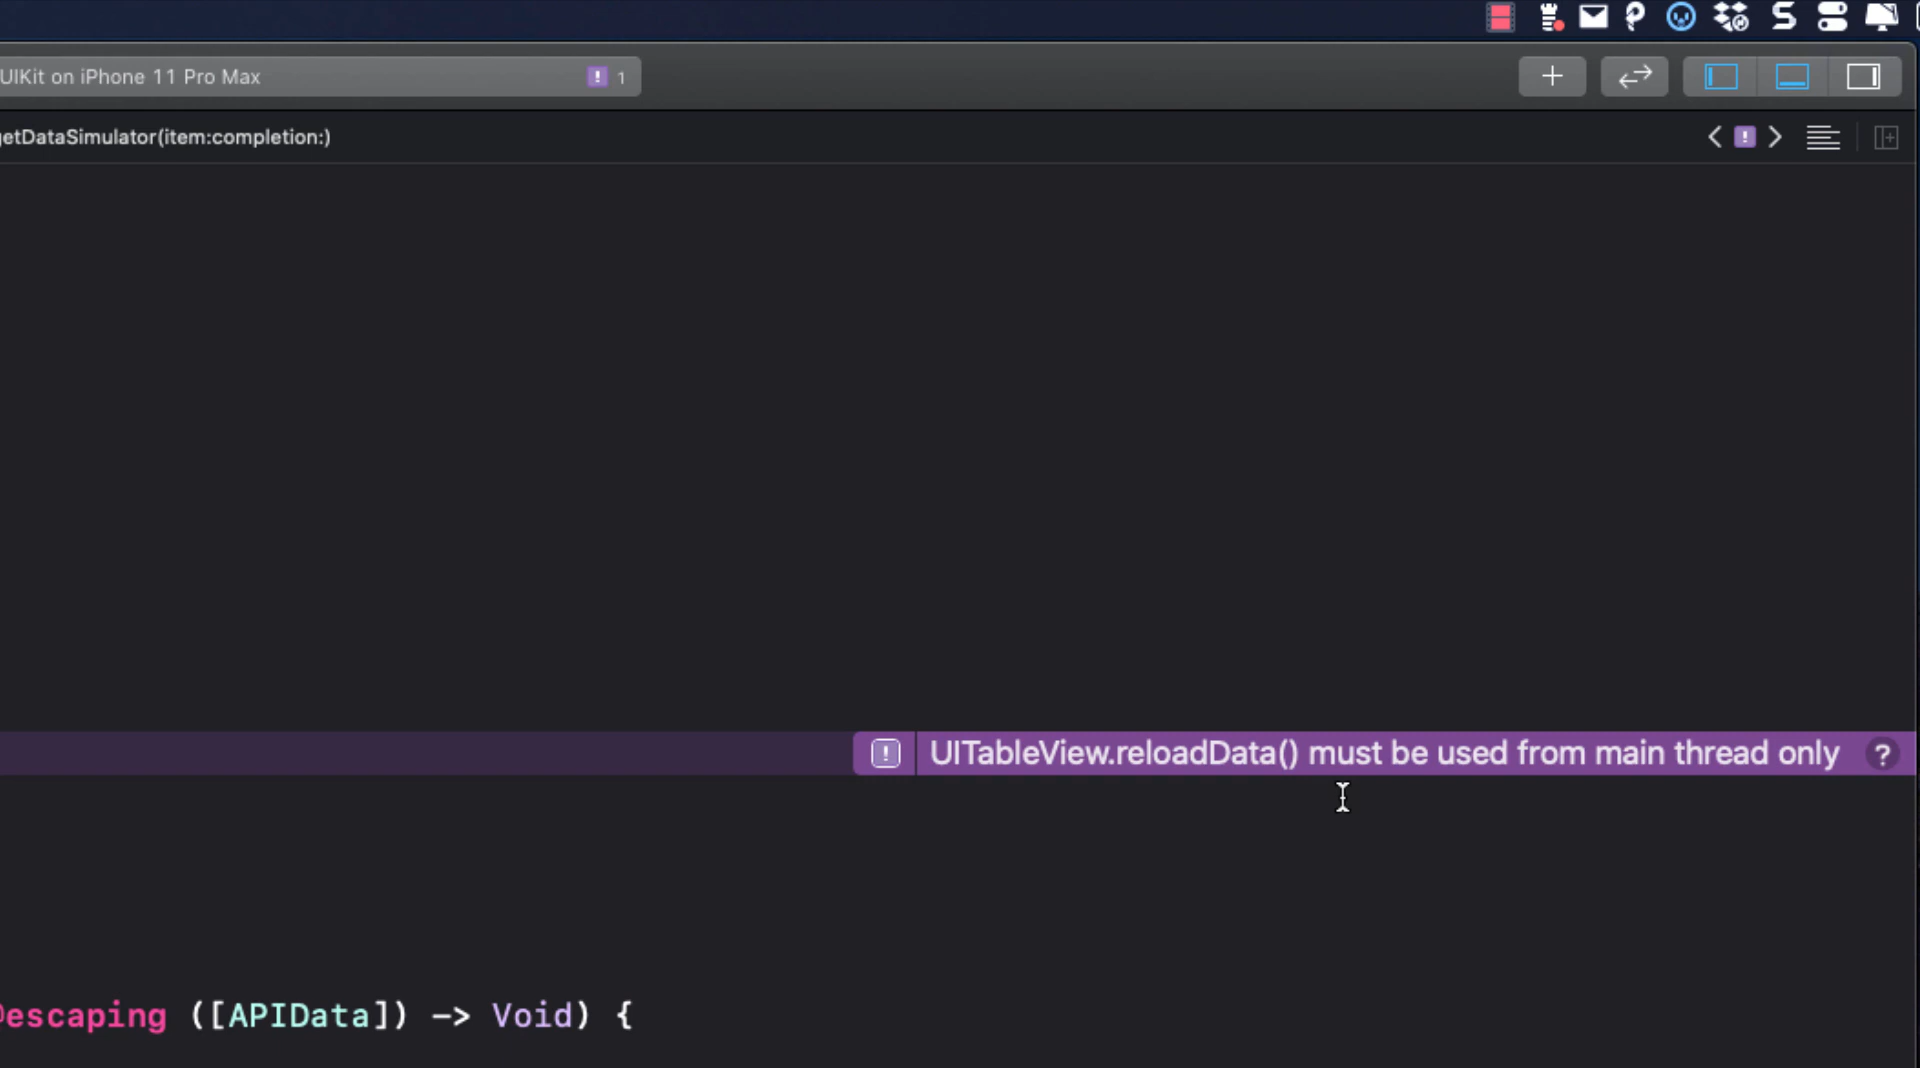 UIKit on iPhone 11 Pro Max
! 1
getDataSimulator(item:completion:)
UITableView.reloadData() must be used from main thread only ?
@escaping ([APIData]) -> Void) {